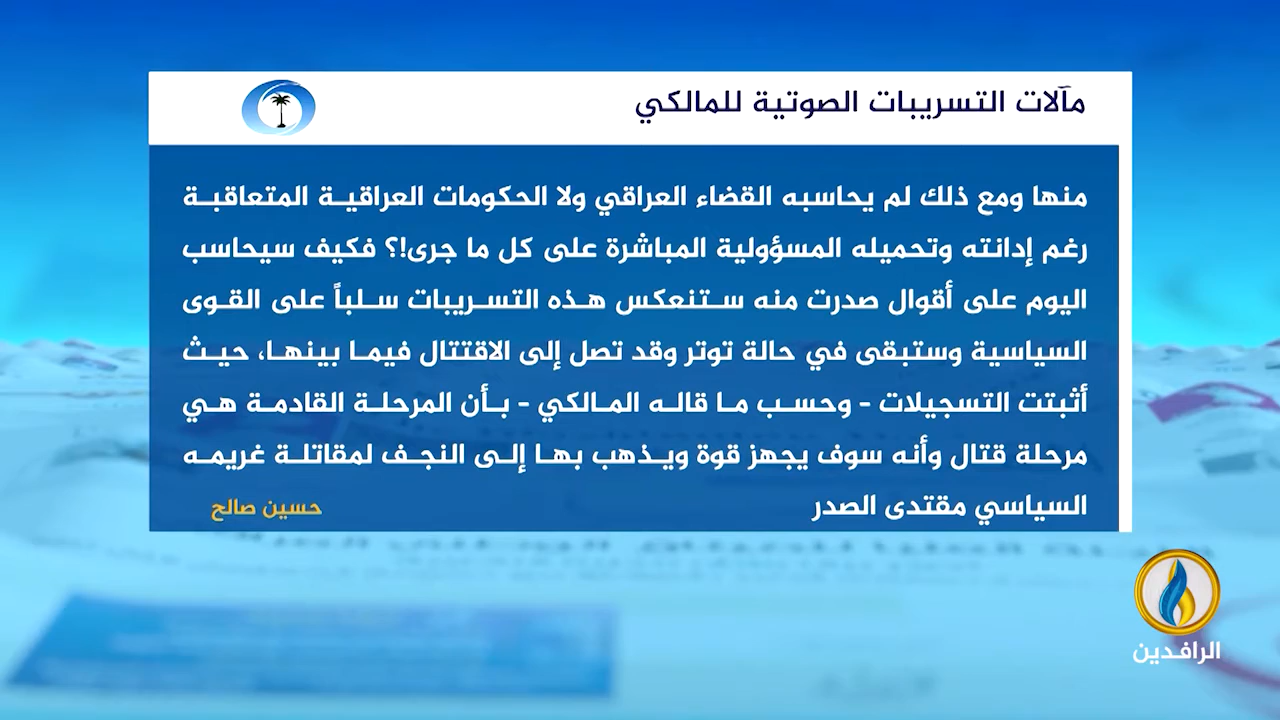 مآلات التسريبات الصوتية للمالكي
منها ومع ذلك لم يحاسبه القضاء العراقي ولا الحكومات العراقية المتعاقبة
رغم إدانته وتحميله المسؤولية المباشرة على كل ما جرى!؟ فكيف سيحاسب
اليوم على أقوال صدرت منه ستنعكس هذه التسريبات سلباً على القوى
السياسية وستبقى في حالة توتر وقد تصل إلى الاقتتال فيما بينها، حيث
أثبتت التسجيلات - وحسب ما قاله المالكي - بأن المرحلة القادمة هي
مرحلة قتال وأنه سوف يجهز قوة ويذهب بها إلى النجف لمقاتلة غريمه
السياسي مقتدى الصدر
حسين صالح
الرافدين